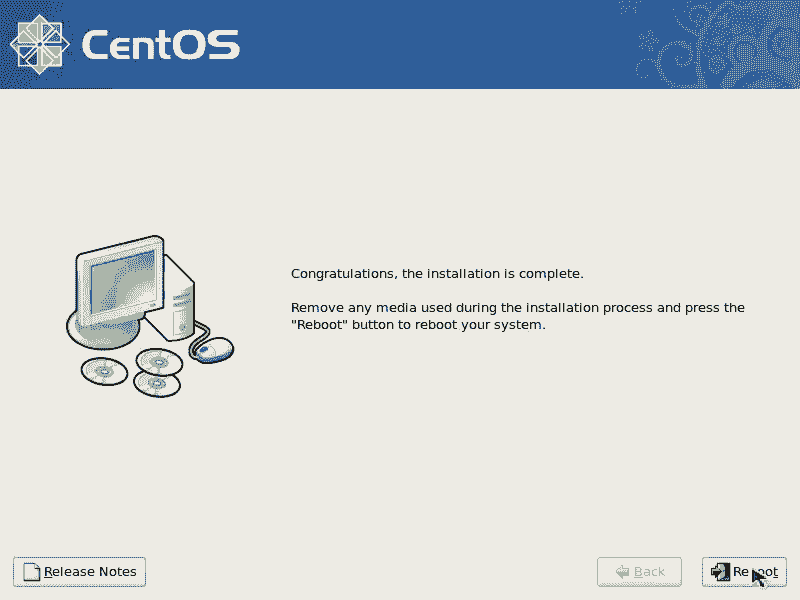 CentOS
Congratulations, the installation is complete.
Remove any media used during the installation process and press the
"Reboot" button to reboot your system.
Release Notes
Back
Reboot